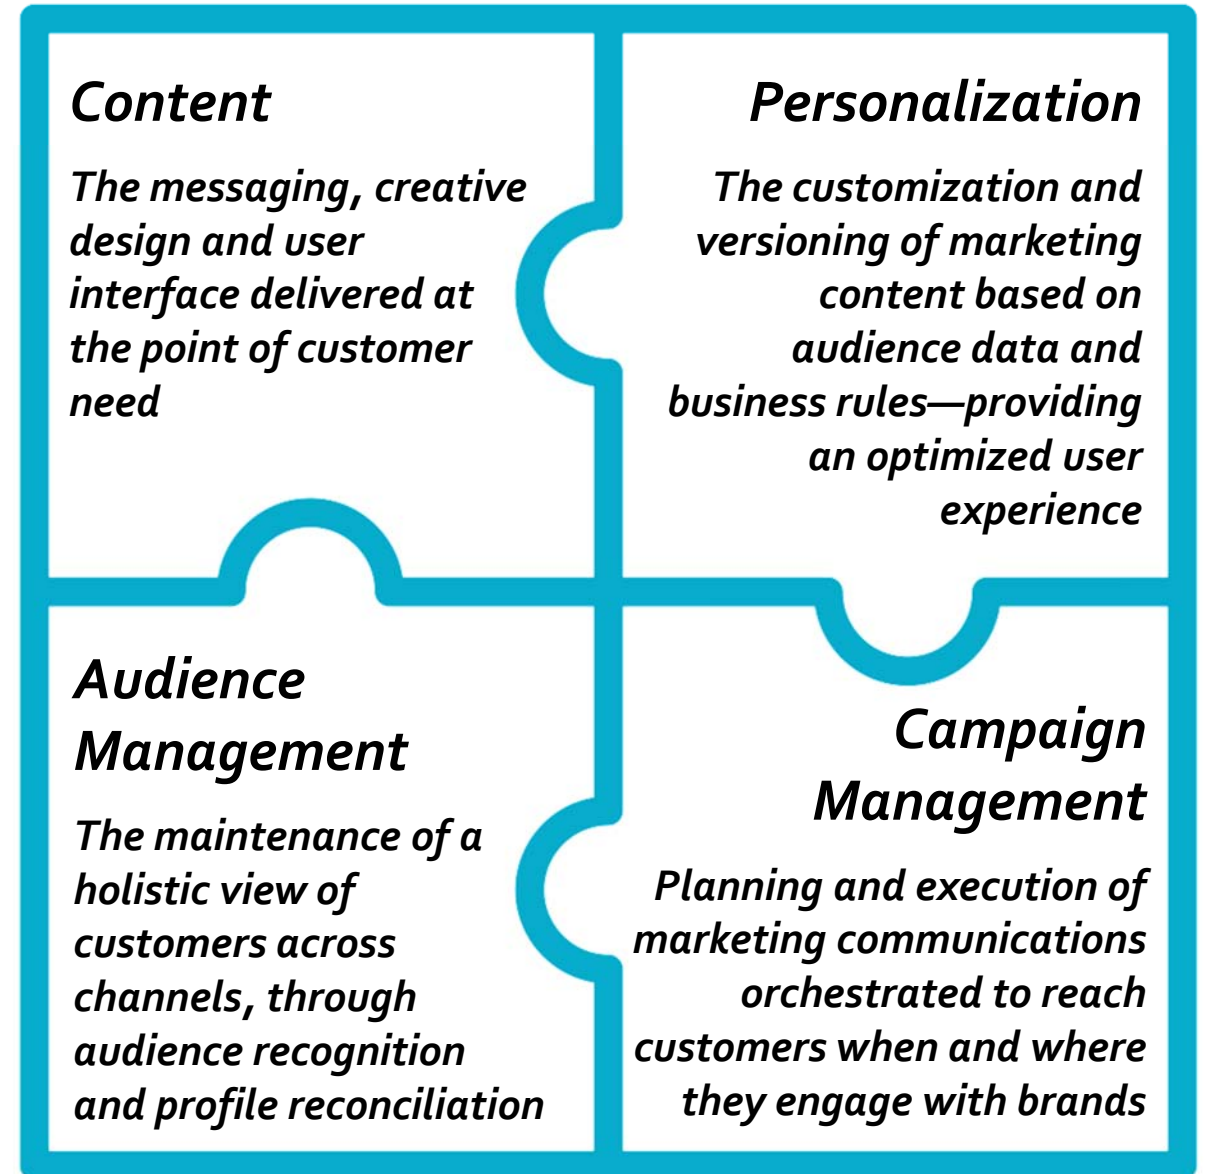 Content
The messaging, creative
design and user
interface delivered at
the point of customer
need
Personalization
The customization and
versioning of marketing
content based on
audience data and
business rules—providing
an optimized user
experience
Audience
Management
The maintenance of a
holistic view of
customers across
channels, through
audience recognition
and profile reconciliation
Campaign
Management
Planning and execution of
marketing communications
orchestrated to reach
customers when and where
they engage with brands